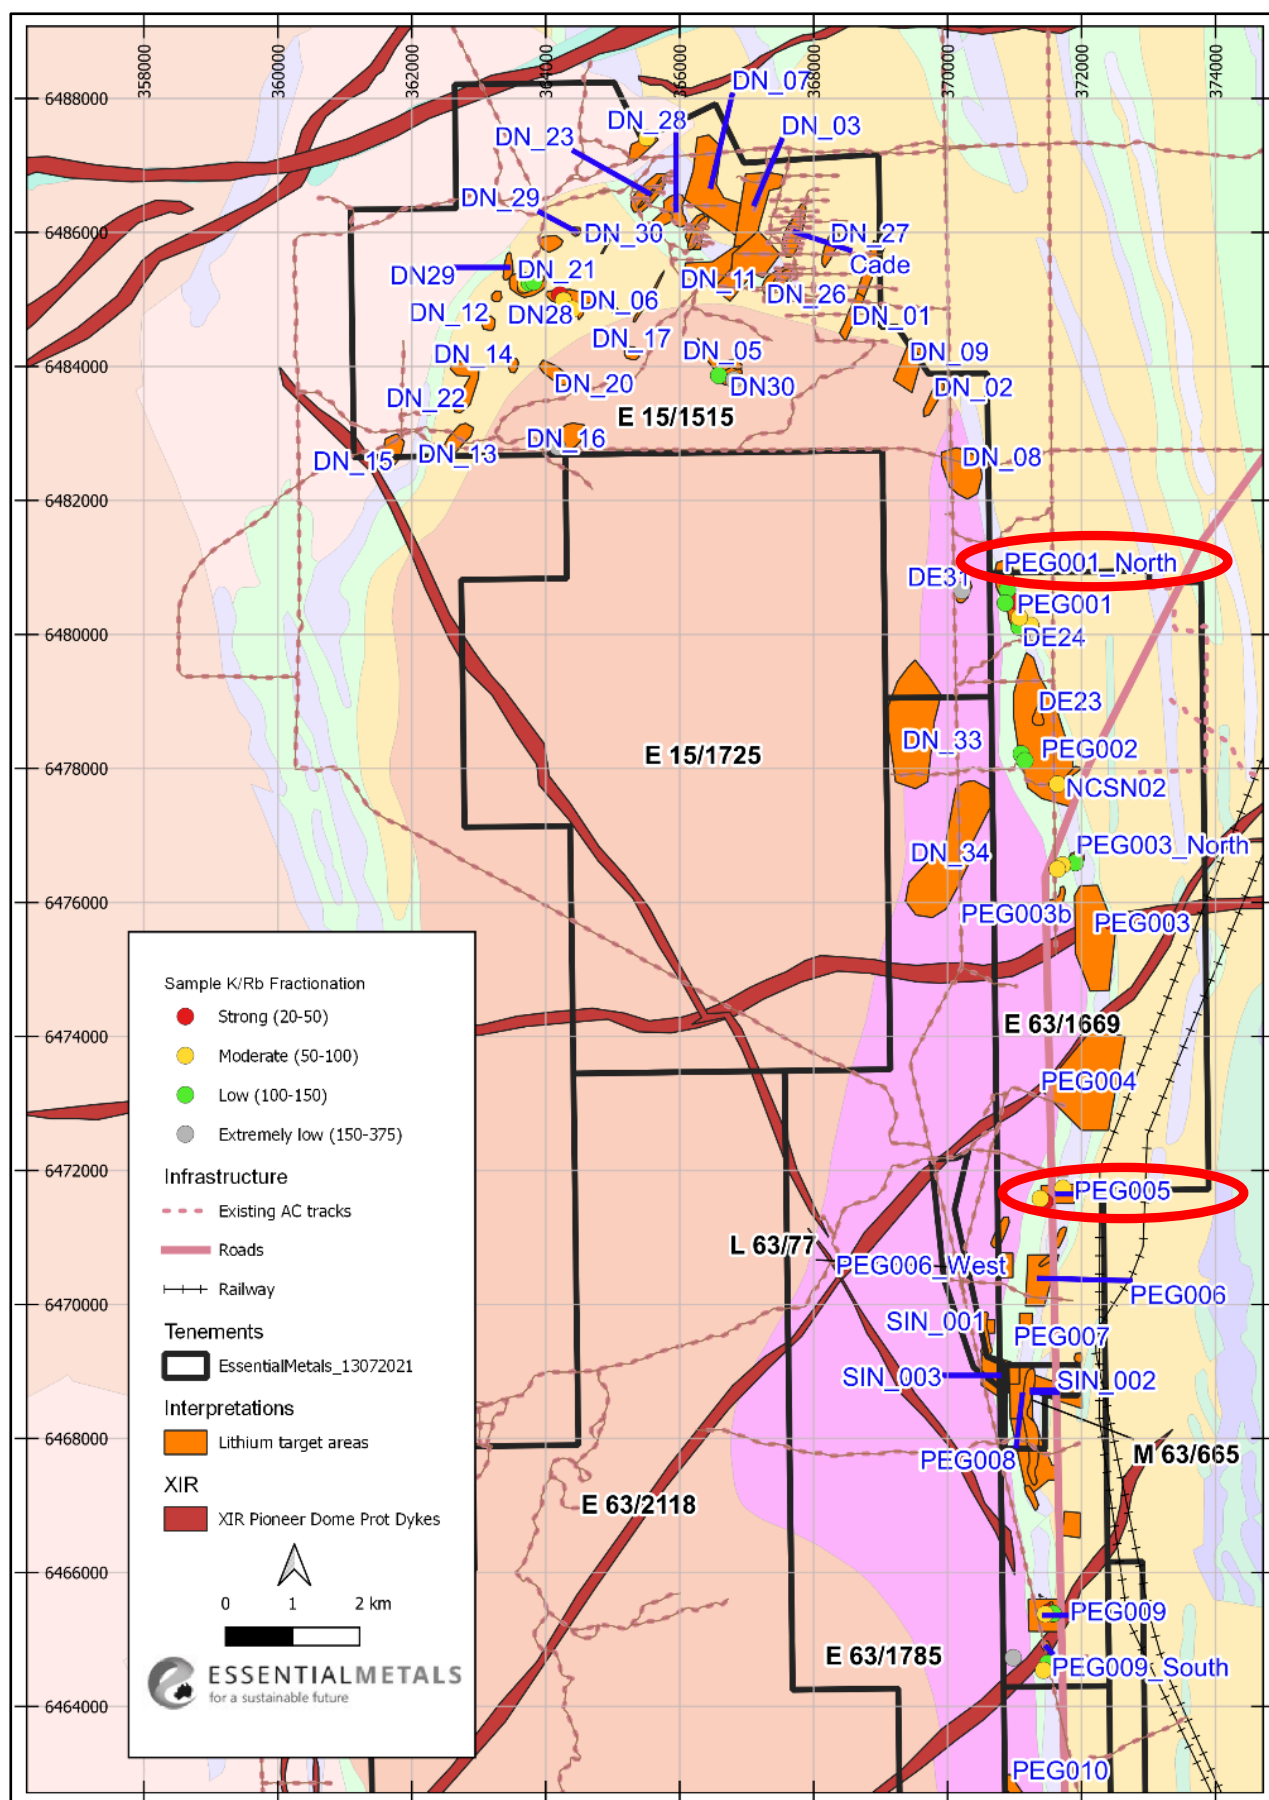 358000
360000
362000
364000
366000
368000
370000
372000
374000
6488000
6486000
6484000
6482000
6480000
6478000
6476000
6474000
6472000
6470000
6468000
6466000
6464000
DN_07
DN_28
DN_03
DN_23
DN_29
DN_30
DN_27
Cade
DN29
DN_21
DN_11
DN_26
DN_12
DN28
DN_06
DN_01
DN_17
DN_14
DN_05
DN_09
DN_20
DN30
DN_02
DN_22
E 15/1515
DN_15
DN_13
DN_16
DN_08
PEG001_North
DE31
PEG001
DE24
DE23
DN_33
PEG002
E 15/1725
NCSN02
PEG003_North
DN_34
PEG003b
PEG003
E 63/1669
PEG004
PEG005
L 63/77
PEG006_West
PEG006
SIN_001
PEG007
SIN_003
SIN_002
PEG008
M 63/665
E 63/2118
PEG009
E 63/1785
PEG009_South
PEG010
Sample K/Rb Fractionation
Strong (20-50)
Moderate (50-100)
Low (100-150)
Extremely low (150-375)
Infrastructure
Existing AC tracks
Roads
Railway
Tenements
EssentialMetals_13072021
Interpretations
Lithium target areas
XIR
XIR Pioneer Dome Prot Dykes
0 1 2 km
ESSENTIALMETALS
for a sustainable future